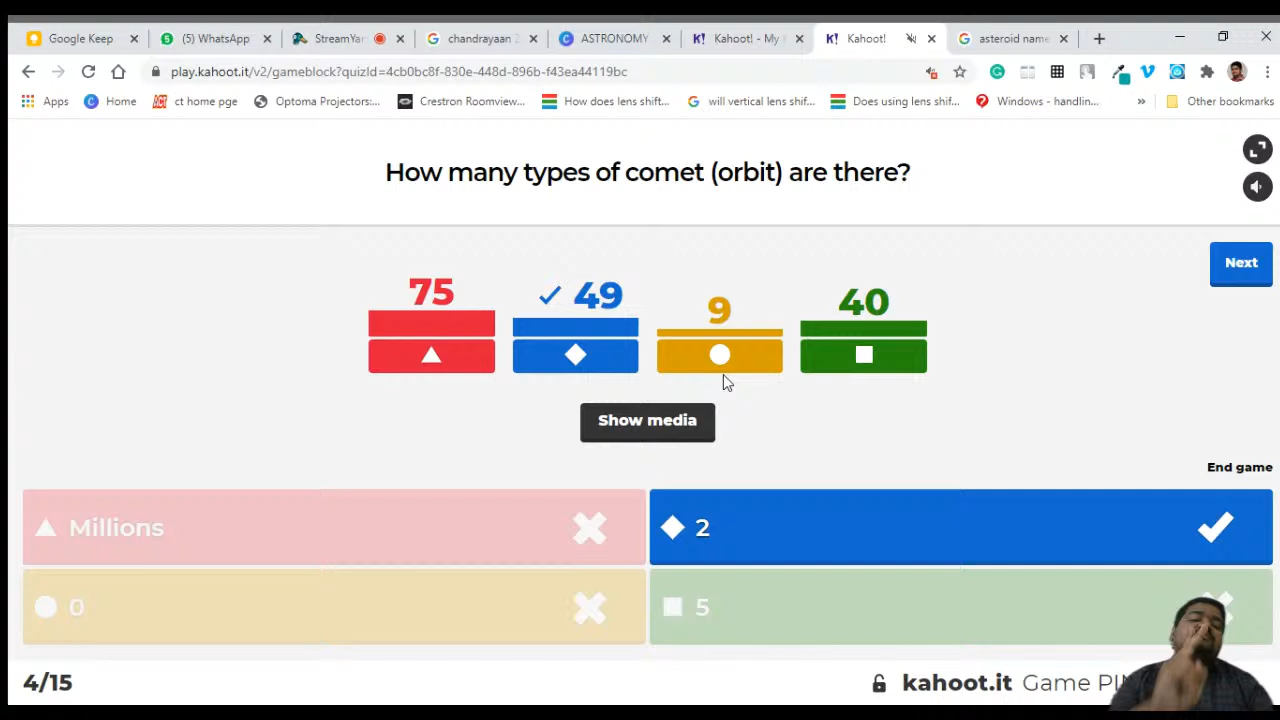 Google Keep
(5) WhatsApp
StreamYar
chandrayaan 2
ASTRONOMY
Kahoot! - My k
Kahoot!
asteroid name
play.kahoot.it/v2/gameblock?quizId=4cb0bc8f-830e-448d-896b-f43ea44119bc
Apps
Home
ct home pge
Optoma Projectors:...
Crestron Roomview...
How does lens shift...
will vertical lens shif...
Does using lens shif...
Windows - handlin...
Other bookmarks
How many types of comet (orbit) are there?
Next
75
49
9
40
Show media
End game
Millions
2
0
5
4/15
kahoot.it Game PIN